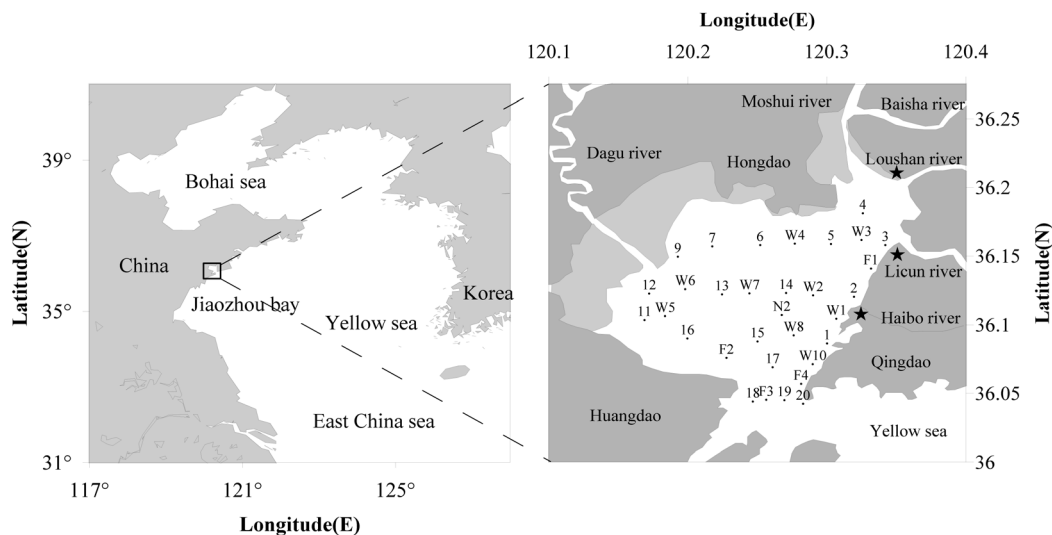 Longitude(E)
120.1
120.2
120.3
120.4
Moshui river
Baisha river
36.25
39°
Dagu river
Hongdao
Loushan river
Bohai sea
36.2
4
7
6
W4
5
W3
3
9
36.15
China
F1
Licun river
12
W6
13
W7
14
W2
2
Jiaozhou bay
Korea
Latitude(N)
Latitude(N)
35°
11
W5
N2
W1
Haibo river
36.1
Yellow sea
16
15
W8
1
F2
17
W10
Qingdao
F4
18
F3
19
20
36.05
Huangdao
East China sea
Yellow sea
31°
36
117°
121°
125°
Longitude(E)